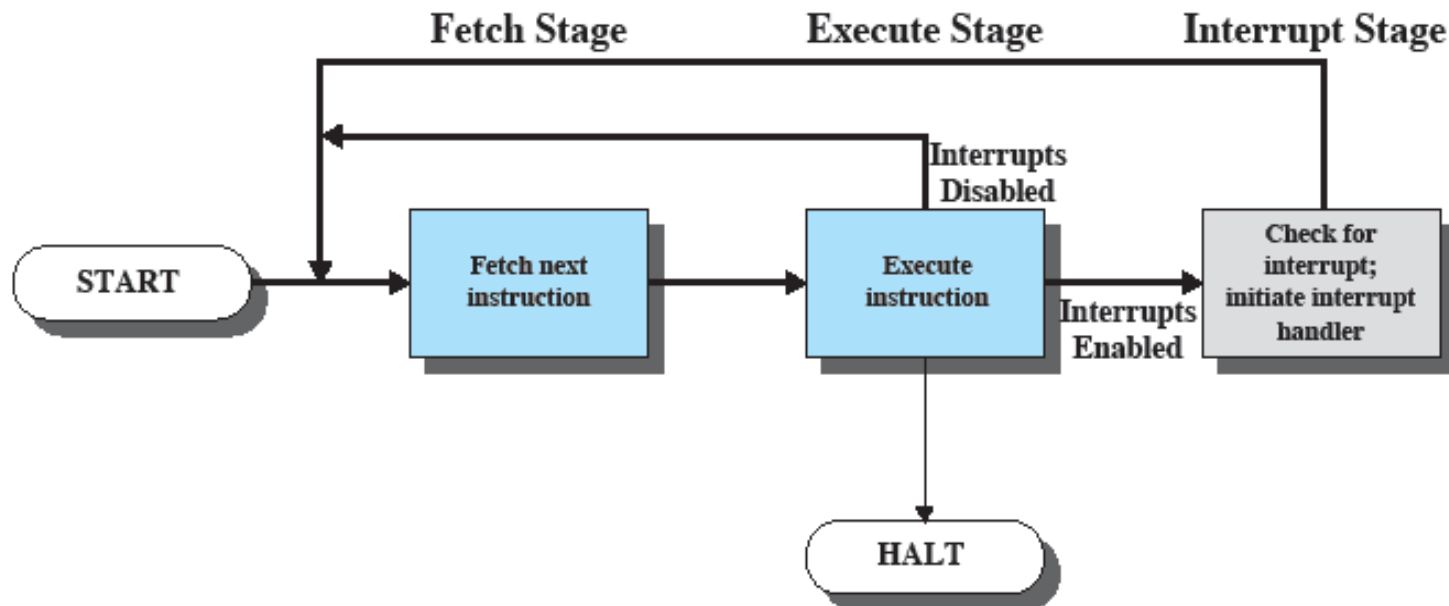 Fetch Stage
Execute Stage
Interrupt Stage
Interrupts
Disabled
START
Fetch next
instruction
Execute
instruction
Interrupts
Enabled
Check for
interrupt;
initiate interrupt
handler
HALT